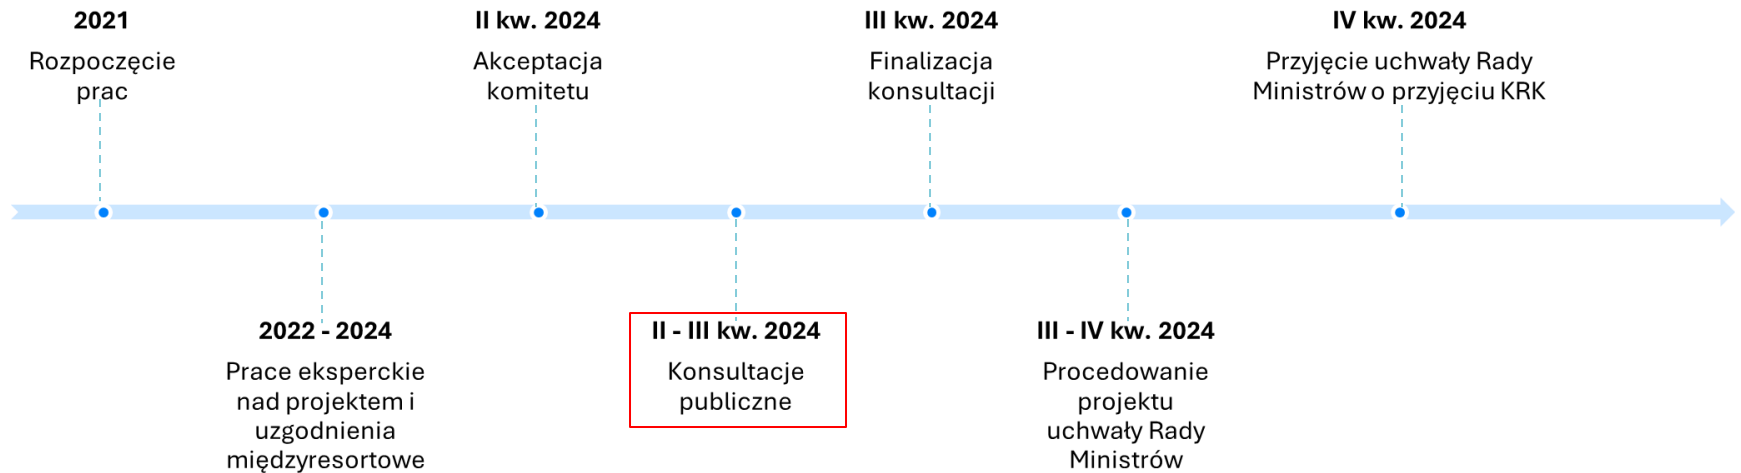 2021
Rozpoczęcie
prac
II kw. 2024
Akceptacja
komitetu
III kw. 2024
Finalizacja
konsultacji
IV kw. 2024
Przyjęcie uchwały Rady
Ministrów o przyjęciu KRK
2022 - 2024
Prace eksperckie
nad projektem i
uzgodnienia
międzyresortowe
II - III kw. 2024
Konsultacje
publiczne
III - IV kw. 2024
Procedowanie
projektu
uchwały Rady
Ministrów